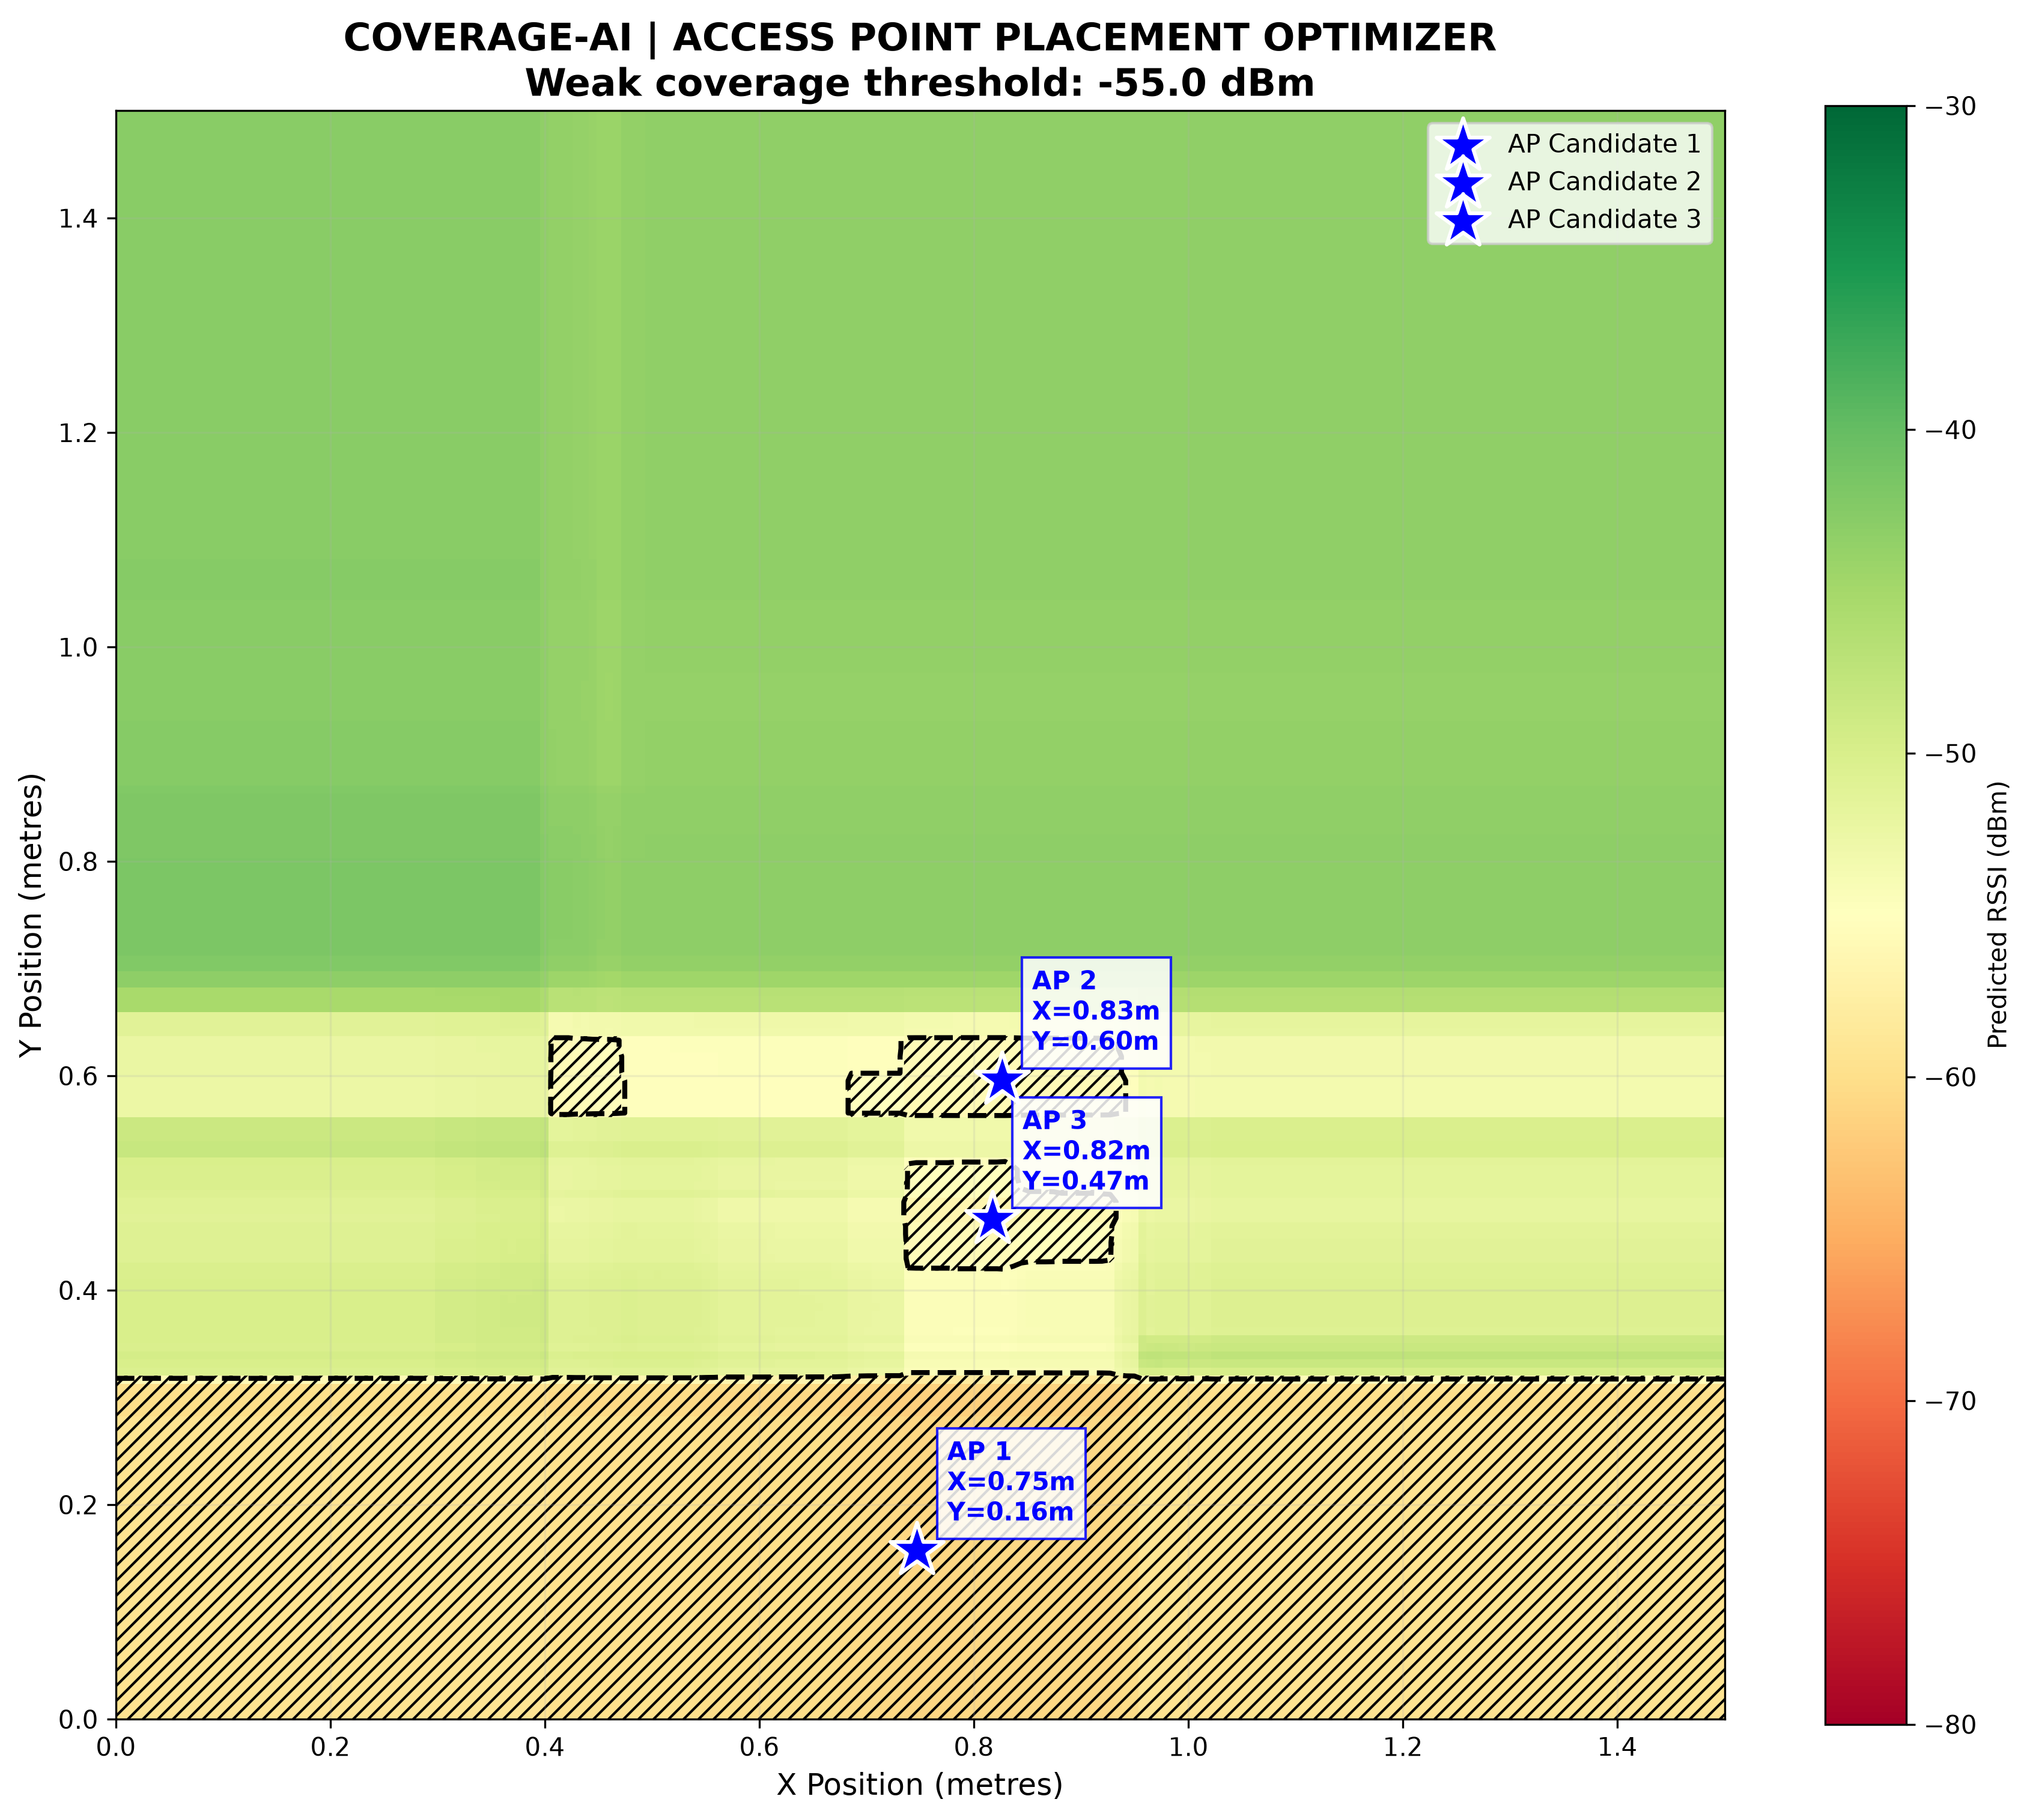 COVERAGE-AI | ACCESS POINT PLACEMENT OPTIMIZER
Weak coverage threshold: -55.0 dBm
AP Candidate 1
AP Candidate 2
AP Candidate 3
AP 2
X=0.83m
Y=0.60m
AP 3
X=0.82m
Y=0.47m
AP 1
X=0.75m
Y=0.16m
Y Position (metres)
1.4
1.2
1.0
0.8
0.6
0.4
0.2
0.0
0.0
0.2
0.4
0.6
0.8
1.0
1.2
1.4
X Position (metres)
−30
−40
−50
−60
−70
−80
Predicted RSSI (dBm)